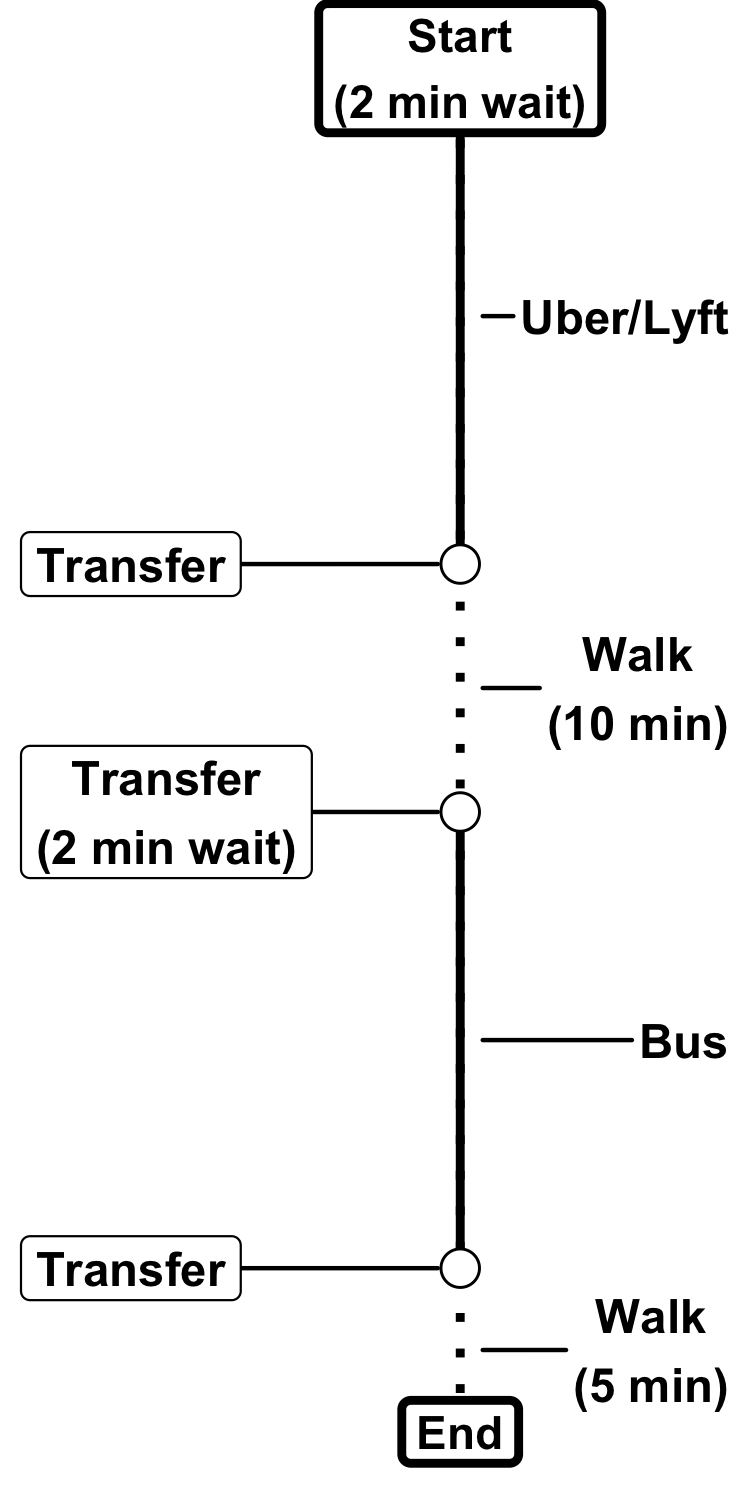 Start
(2 min wait)
Uber/Lyft
Transfer
Walk
(10 min)
Transfer
(2 min wait)
Bus
Transfer
Walk
(5 min)
End